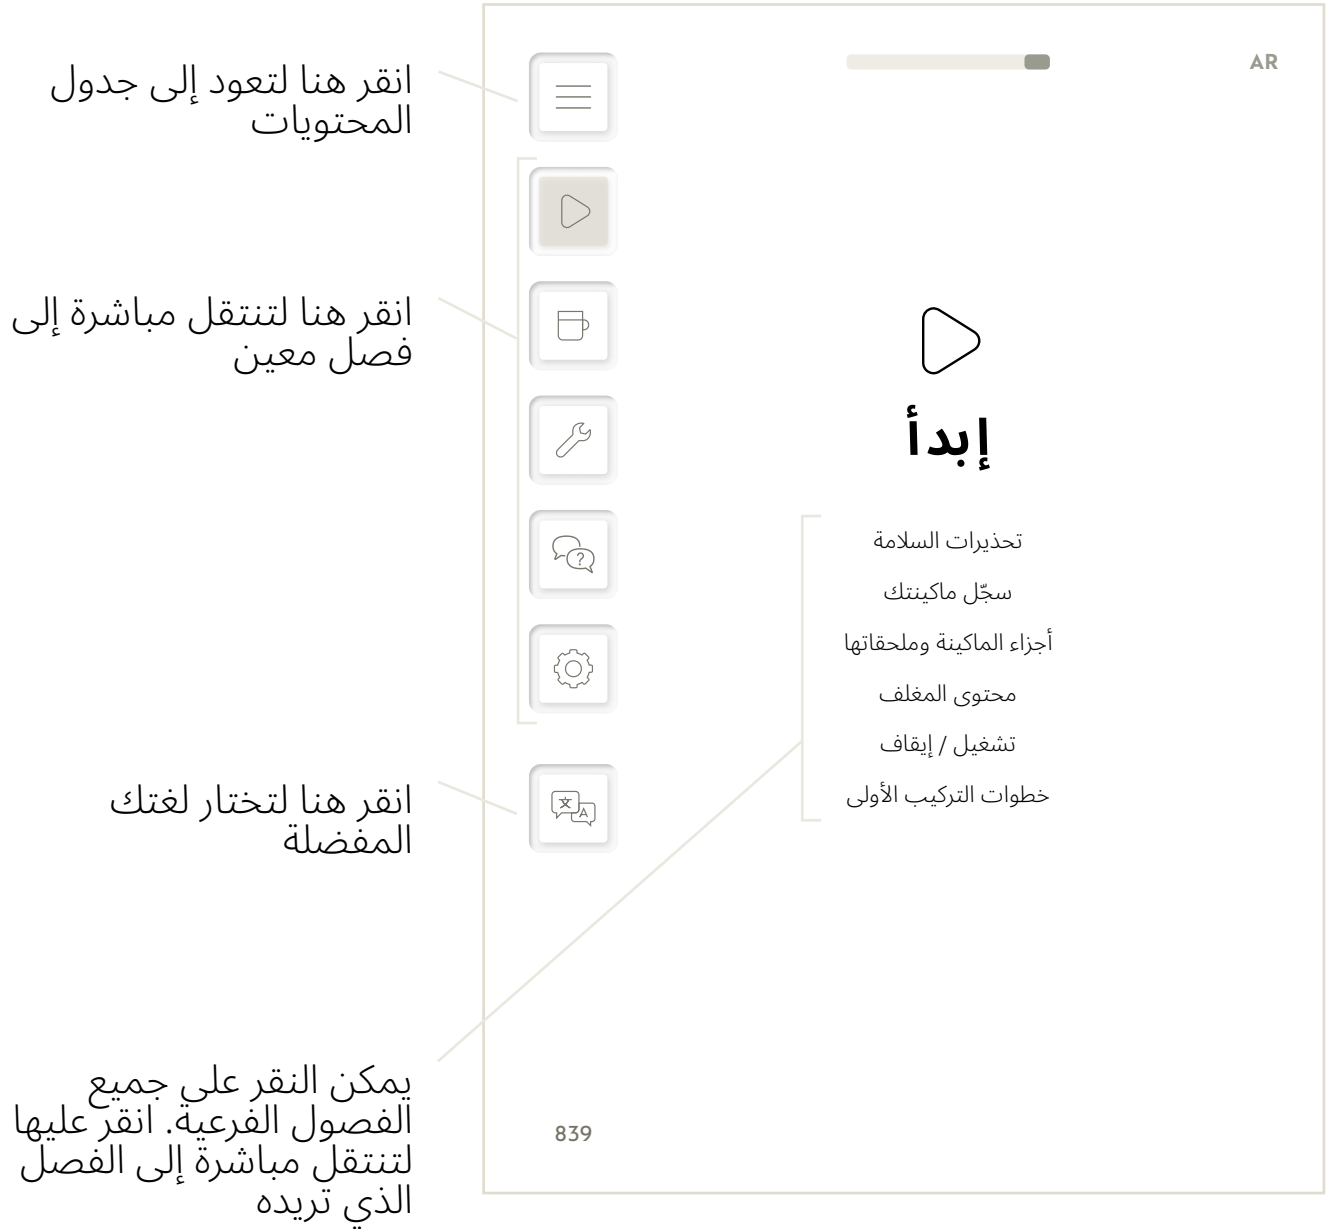 AR
انقر هنا لتعود إلى جدول
المحتويات
انقر هنا لتنتقل مباشرة إلى
فصل معين
إبدأ
تحذيرات السلامة
سجّل ماكينتك
أجزاء الماكينة وملحقاتها
محتوى المغلف
تشغيل / إيقاف
خطوات التركيب الأولى
?
文
A
انقر هنا لتختار لغتك
المفضلة
يمكن النقر على جميع
الفصول الفرعية. انقر عليها
لتنتقل مباشرة إلى الفصل
الذي تريده
839